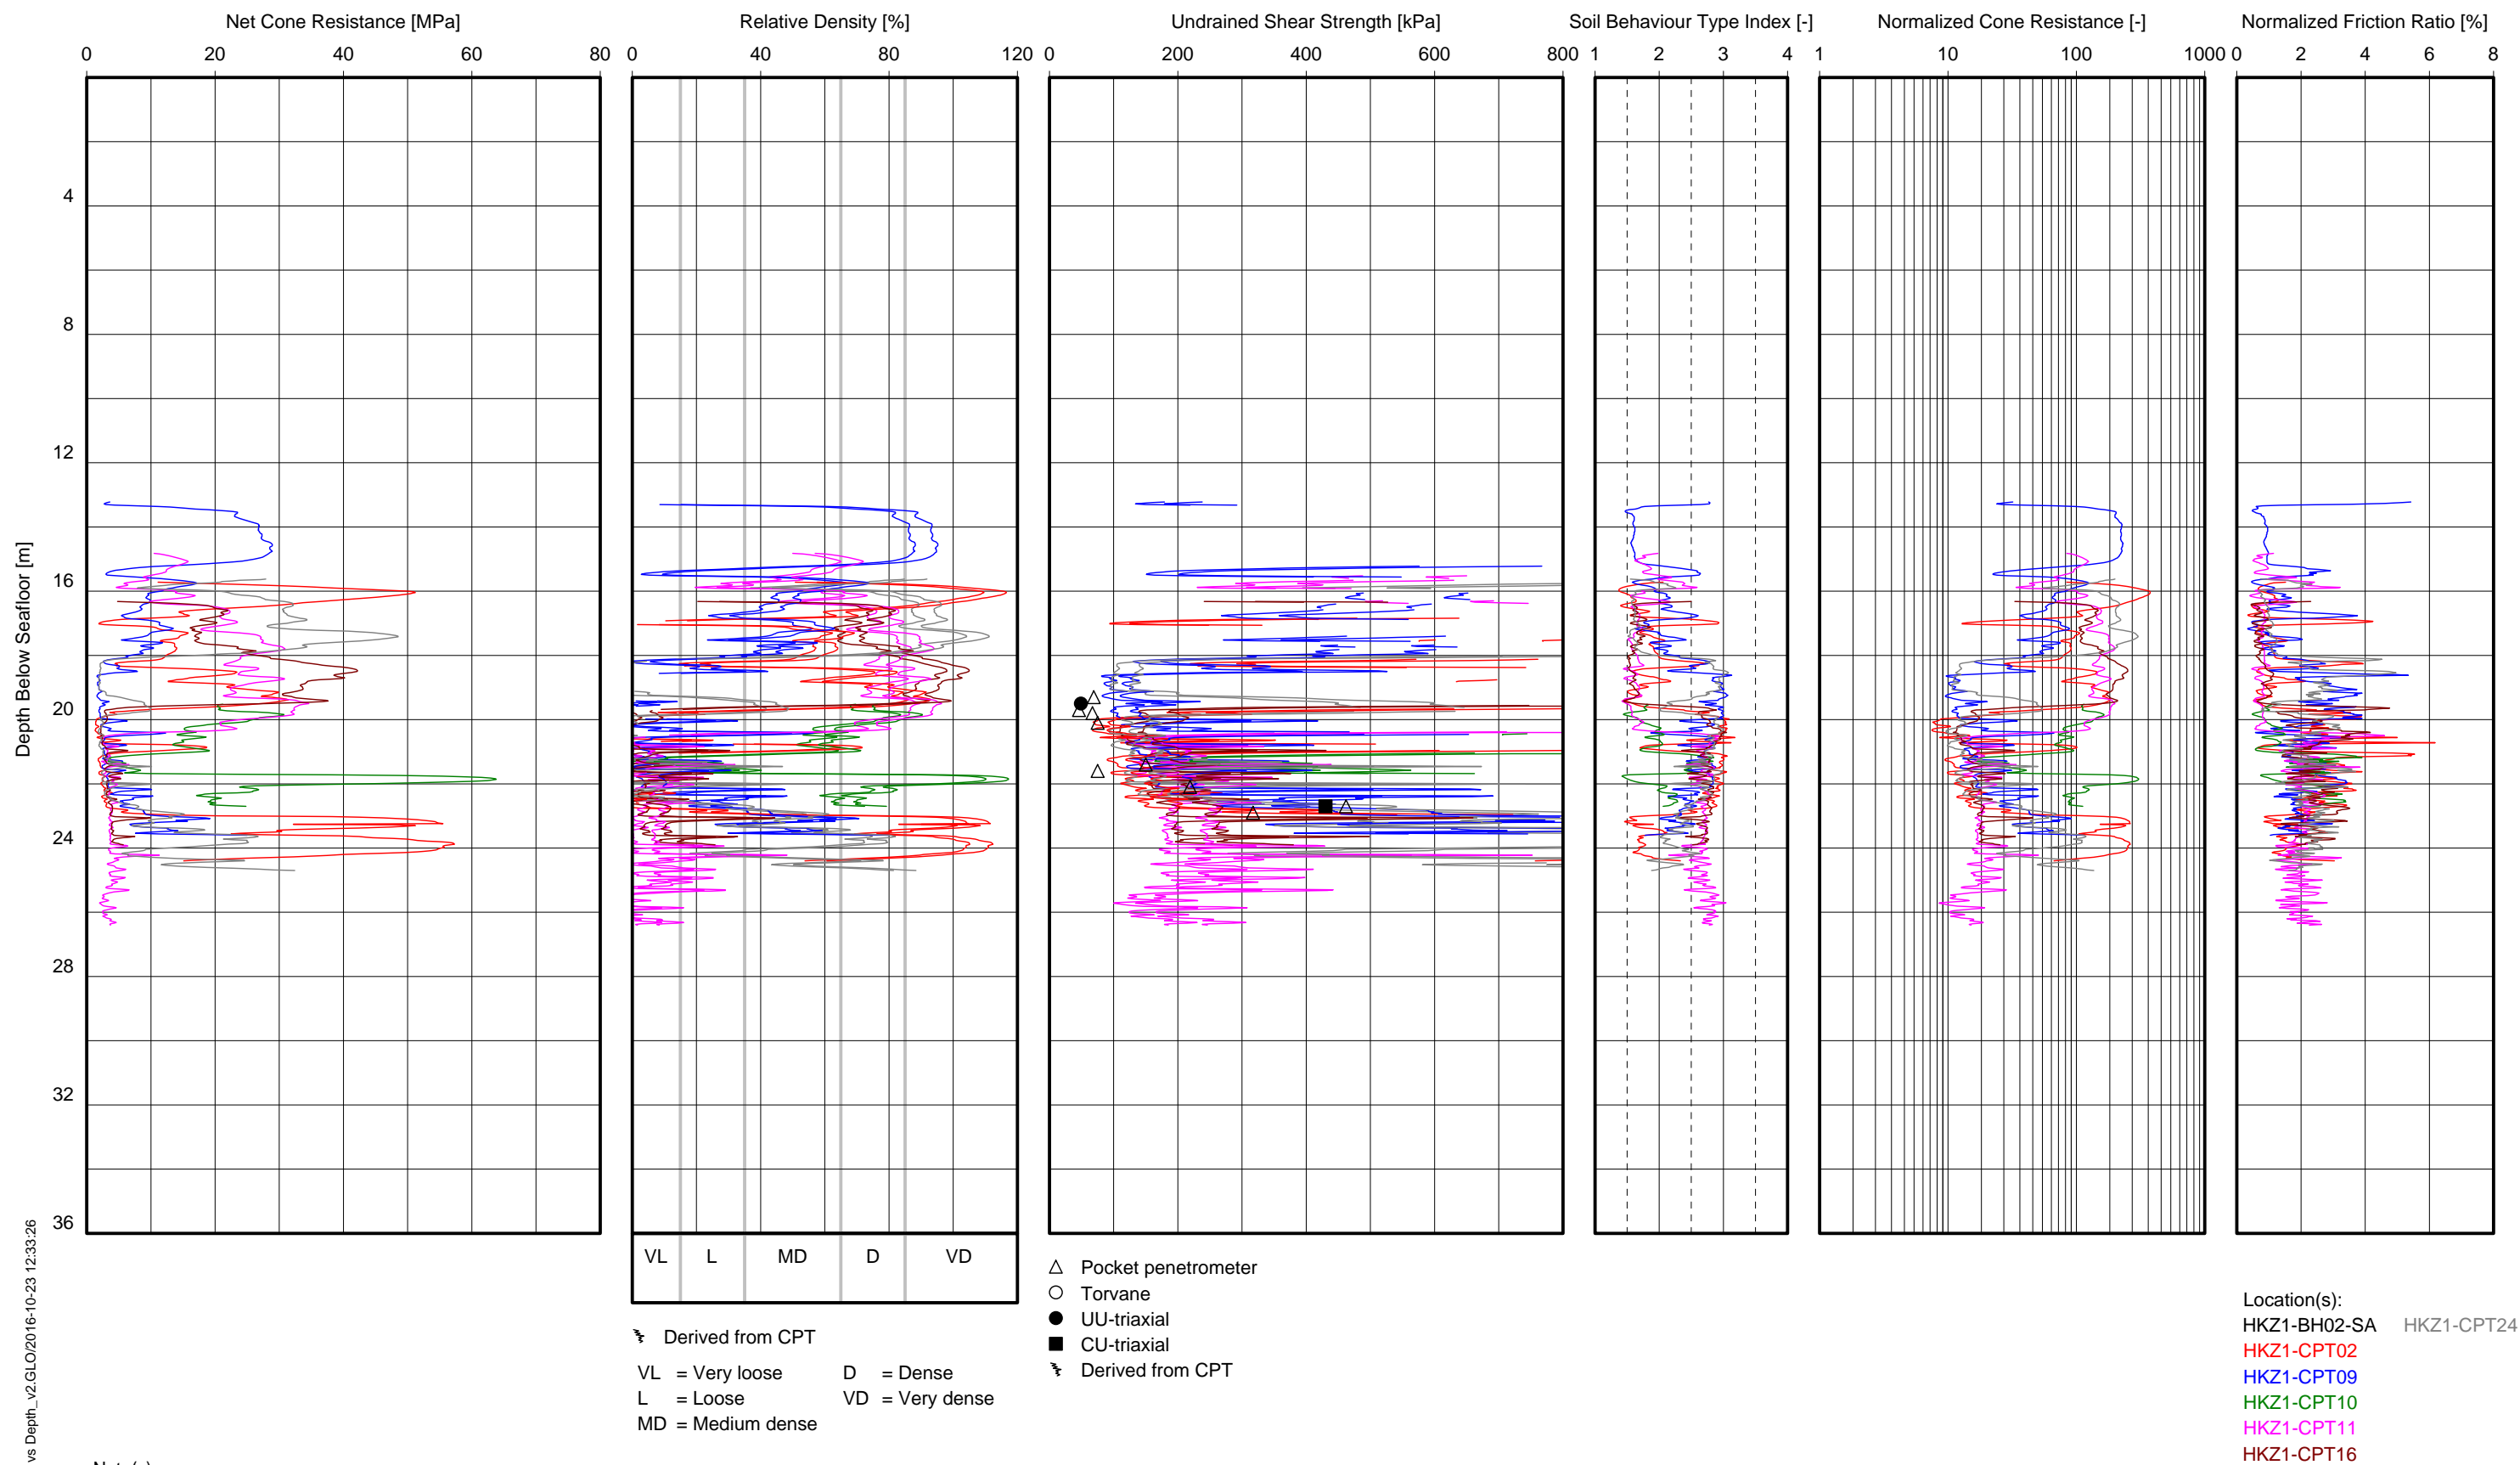 Net Cone Resistance [MPa]
Relative Density [%]
Undrained Shear Strength [kPa]
Soil Behaviour Type Index [-]
Normalized Cone Resistance [-]
Normalized Friction Ratio [%]
0 20 40 60 80
0 40 80 120
0 200 400 600 800
1 2 3 4
1 10 100 1000
0 2 4 6 8
Depth Below Seafloor [m]
4
8
12
16
20
24
28
32
36
VL L MD D VD
Derived from CPT
VL = Very loose
L = Loose
MD = Medium dense
D = Dense
VD = Very dense
Pocket penetrometer
Torvane
UU-triaxial
CU-triaxial
Derived from CPT
Location(s):
HKZ1-BH02-SA HKZ1-CPT24
HKZ1-CPT02
HKZ1-CPT09
HKZ1-CPT10
HKZ1-CPT11
HKZ1-CPT16
vs Depth_v2.GLO/2016-10-23 12:33:26